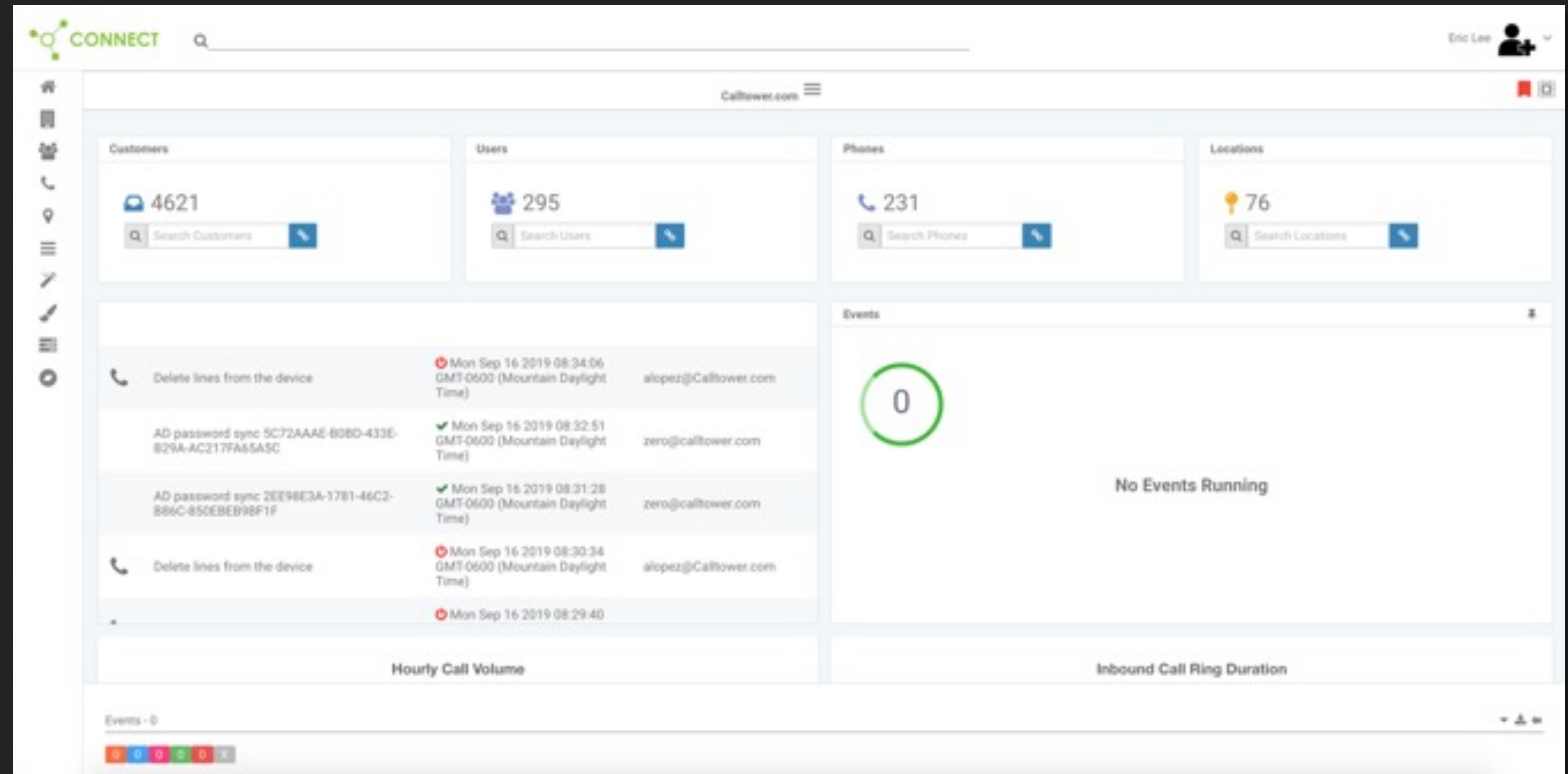 CONNECT
Eric Lee
Calltower.com
Customers
Users
Phones
Locations
4621
295
231
76
Search Customers
Search Users
Search Phones
Search Locations
Events
Delete lines from the device
Mon Sep 16 2019 08:34:06
GMT-0600 (Mountain Daylight
Time)
alopez@Calltower.com
AD password sync 5C72AAAE-B0BD-433E-
B29A-AC217FA65A5C
Mon Sep 16 2019 08:32:51
GMT-0600 (Mountain Daylight
Time)
zero@calltower.com
AD password sync 2EE98E3A-1781-46C2-
B86C-850EBEB9BF1F
Mon Sep 16 2019 08:31:28
GMT-0600 (Mountain Daylight
Time)
zero@calltower.com
Delete lines from the device
Mon Sep 16 2019 08:30:34
GMT-0600 (Mountain Daylight
Time)
alopez@Calltower.com
Mon Sep 16 2019 08:29:40
0
No Events Running
Hourly Call Volume
Inbound Call Ring Duration
Events - 0
0 0 0 0 0 X